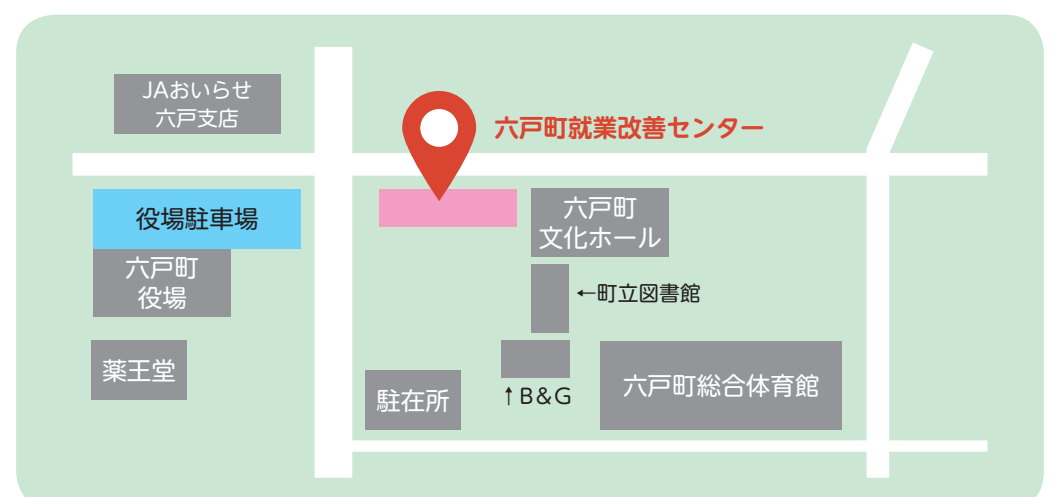 JAおいらせ
六戸支店
六戸町就業改善センター
役場駐車場
六戸町
文化ホール
六戸町
役場
←町立図書館
薬王堂
駐在所
↑B&G
六戸町総合体育館